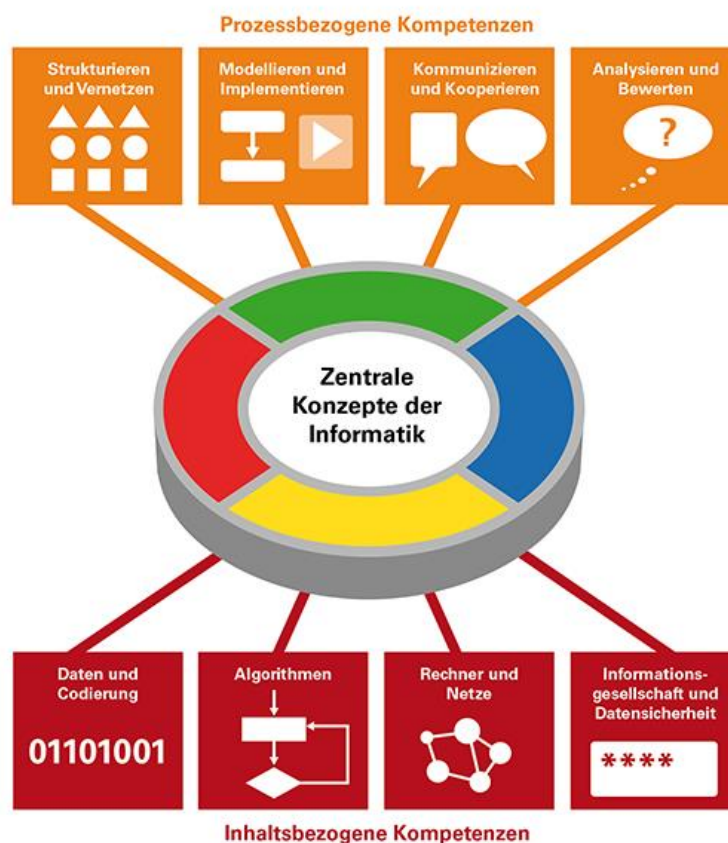 Prozessbezogene Kompetenzen
Strukturieren
und Vernetzen
Modellieren und
Implementieren
Kommunizieren
und Kooperieren
Analysieren und
Bewerten
?
Zentrale
Konzepte der
Informatik
Daten und
Codierung
01101001
Algorithmen
Rechner und
Netze
Informations-
gesellschaft und
Datensicherheit
****
Inhaltsbezogene Kompetenzen